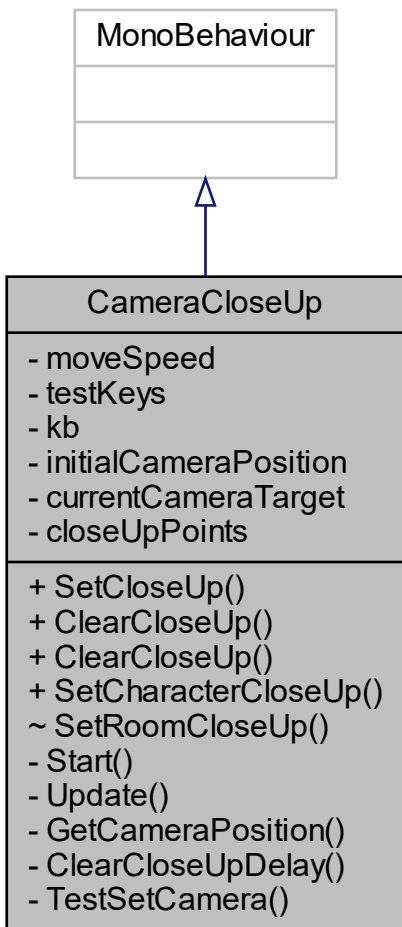 MonoBehaviour
CameraCloseUp
- moveSpeed
- testKeys
- kb
- initialCameraPosition
- currentCameraTarget
- closeUpPoints
+ SetCloseUp()
+ ClearCloseUp()
+ ClearCloseUp()
+ SetCharacterCloseUp()
~ SetRoomCloseUp()
- Start()
- Update()
- GetCameraPosition()
- ClearCloseUpDelay()
- TestSetCamera()